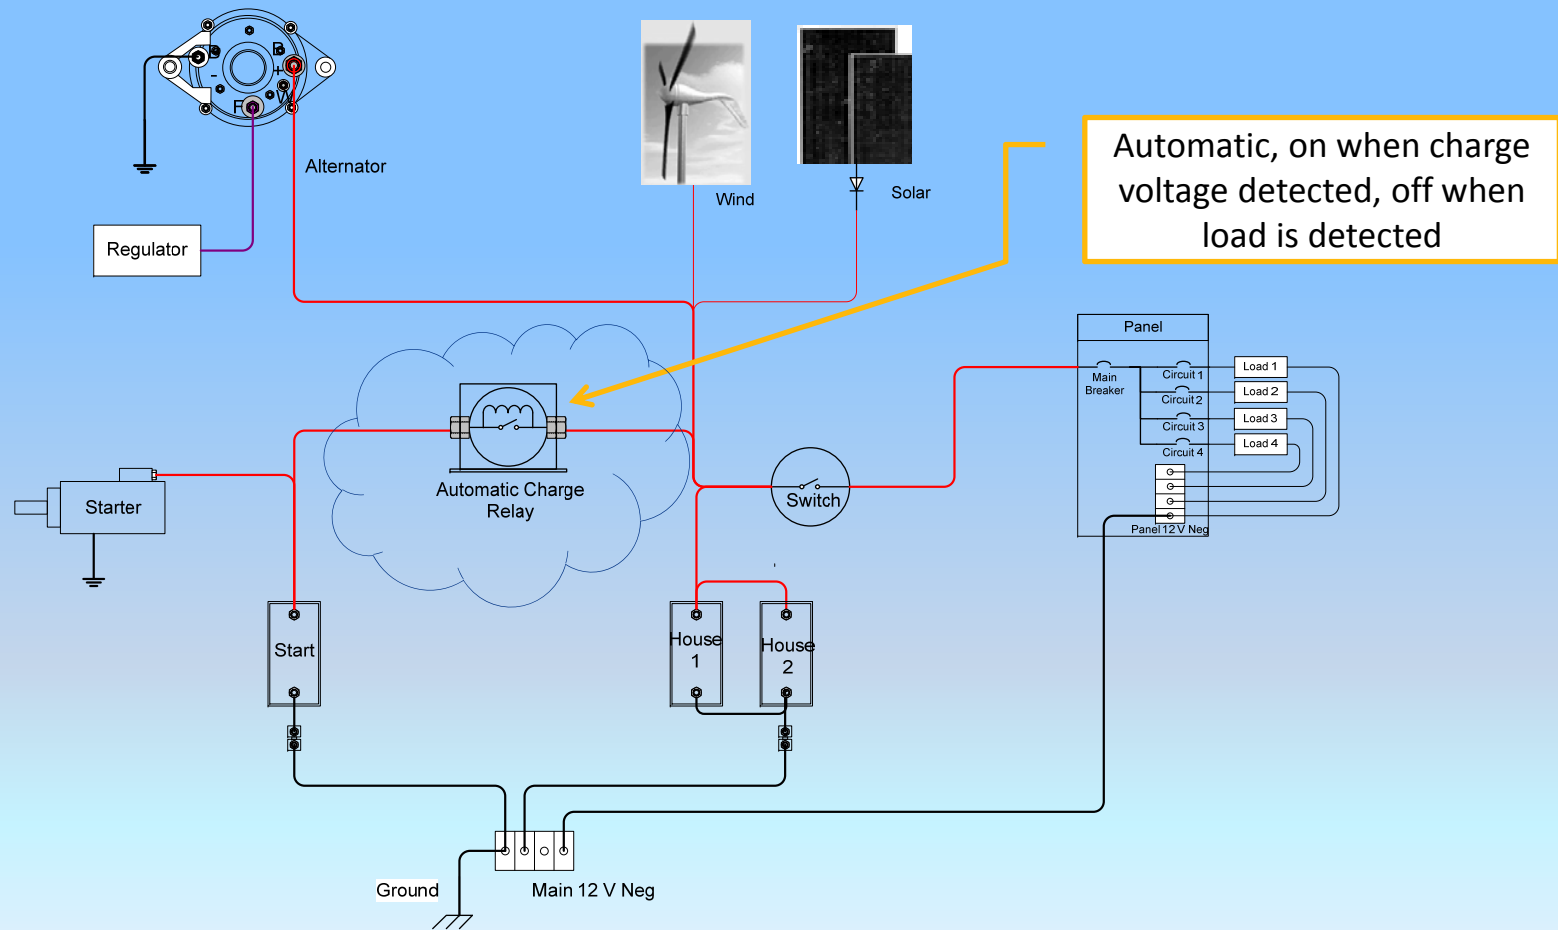 B
+
-
W
F
Alternator
Regulator
Wind
Solar
Automatic, on when charge
voltage detected, off when
load is detected
Panel
Main
Breaker
Circuit 1
Load 1
Circuit2
Load 2
Circuit 3
Load 3
Circuit 4
Load 4
Panel 12 V Neg
Automatic Charge
Relay
Switch
Starter
Start
House
1
House
2
Ground
Main 12 V Neg